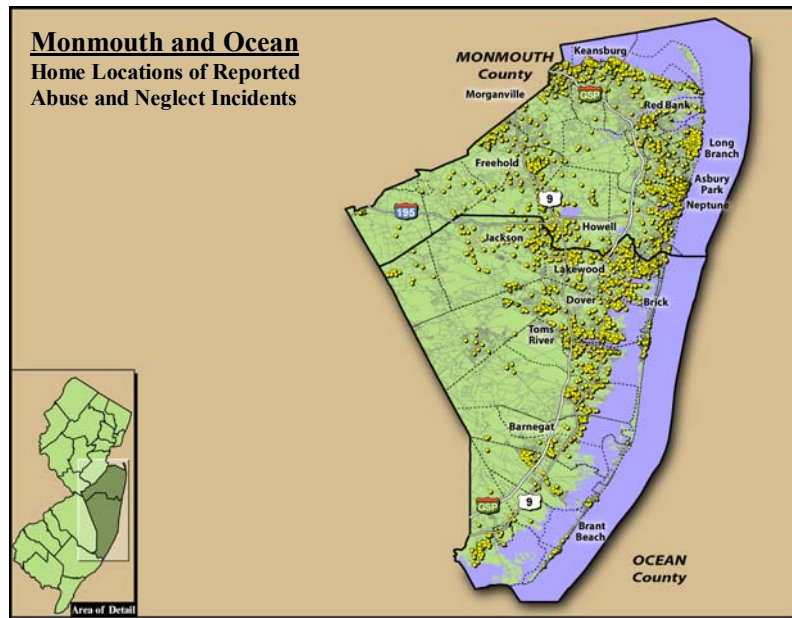 Monmouth and Ocean
Home Locations of Reported
Abuse and Neglect Incidents
Keansburg
MONMOUTH
County
Morganville
GSP
Red Bank
Long
Branch
Freehold
Asbury
Park
9
Neptune
195
Howell
Jackson
Lakewood
Dover
Brick
Toms
River
Barnegat
GSP
9
Brant
Beach
OCEAN
County
Area of Detail